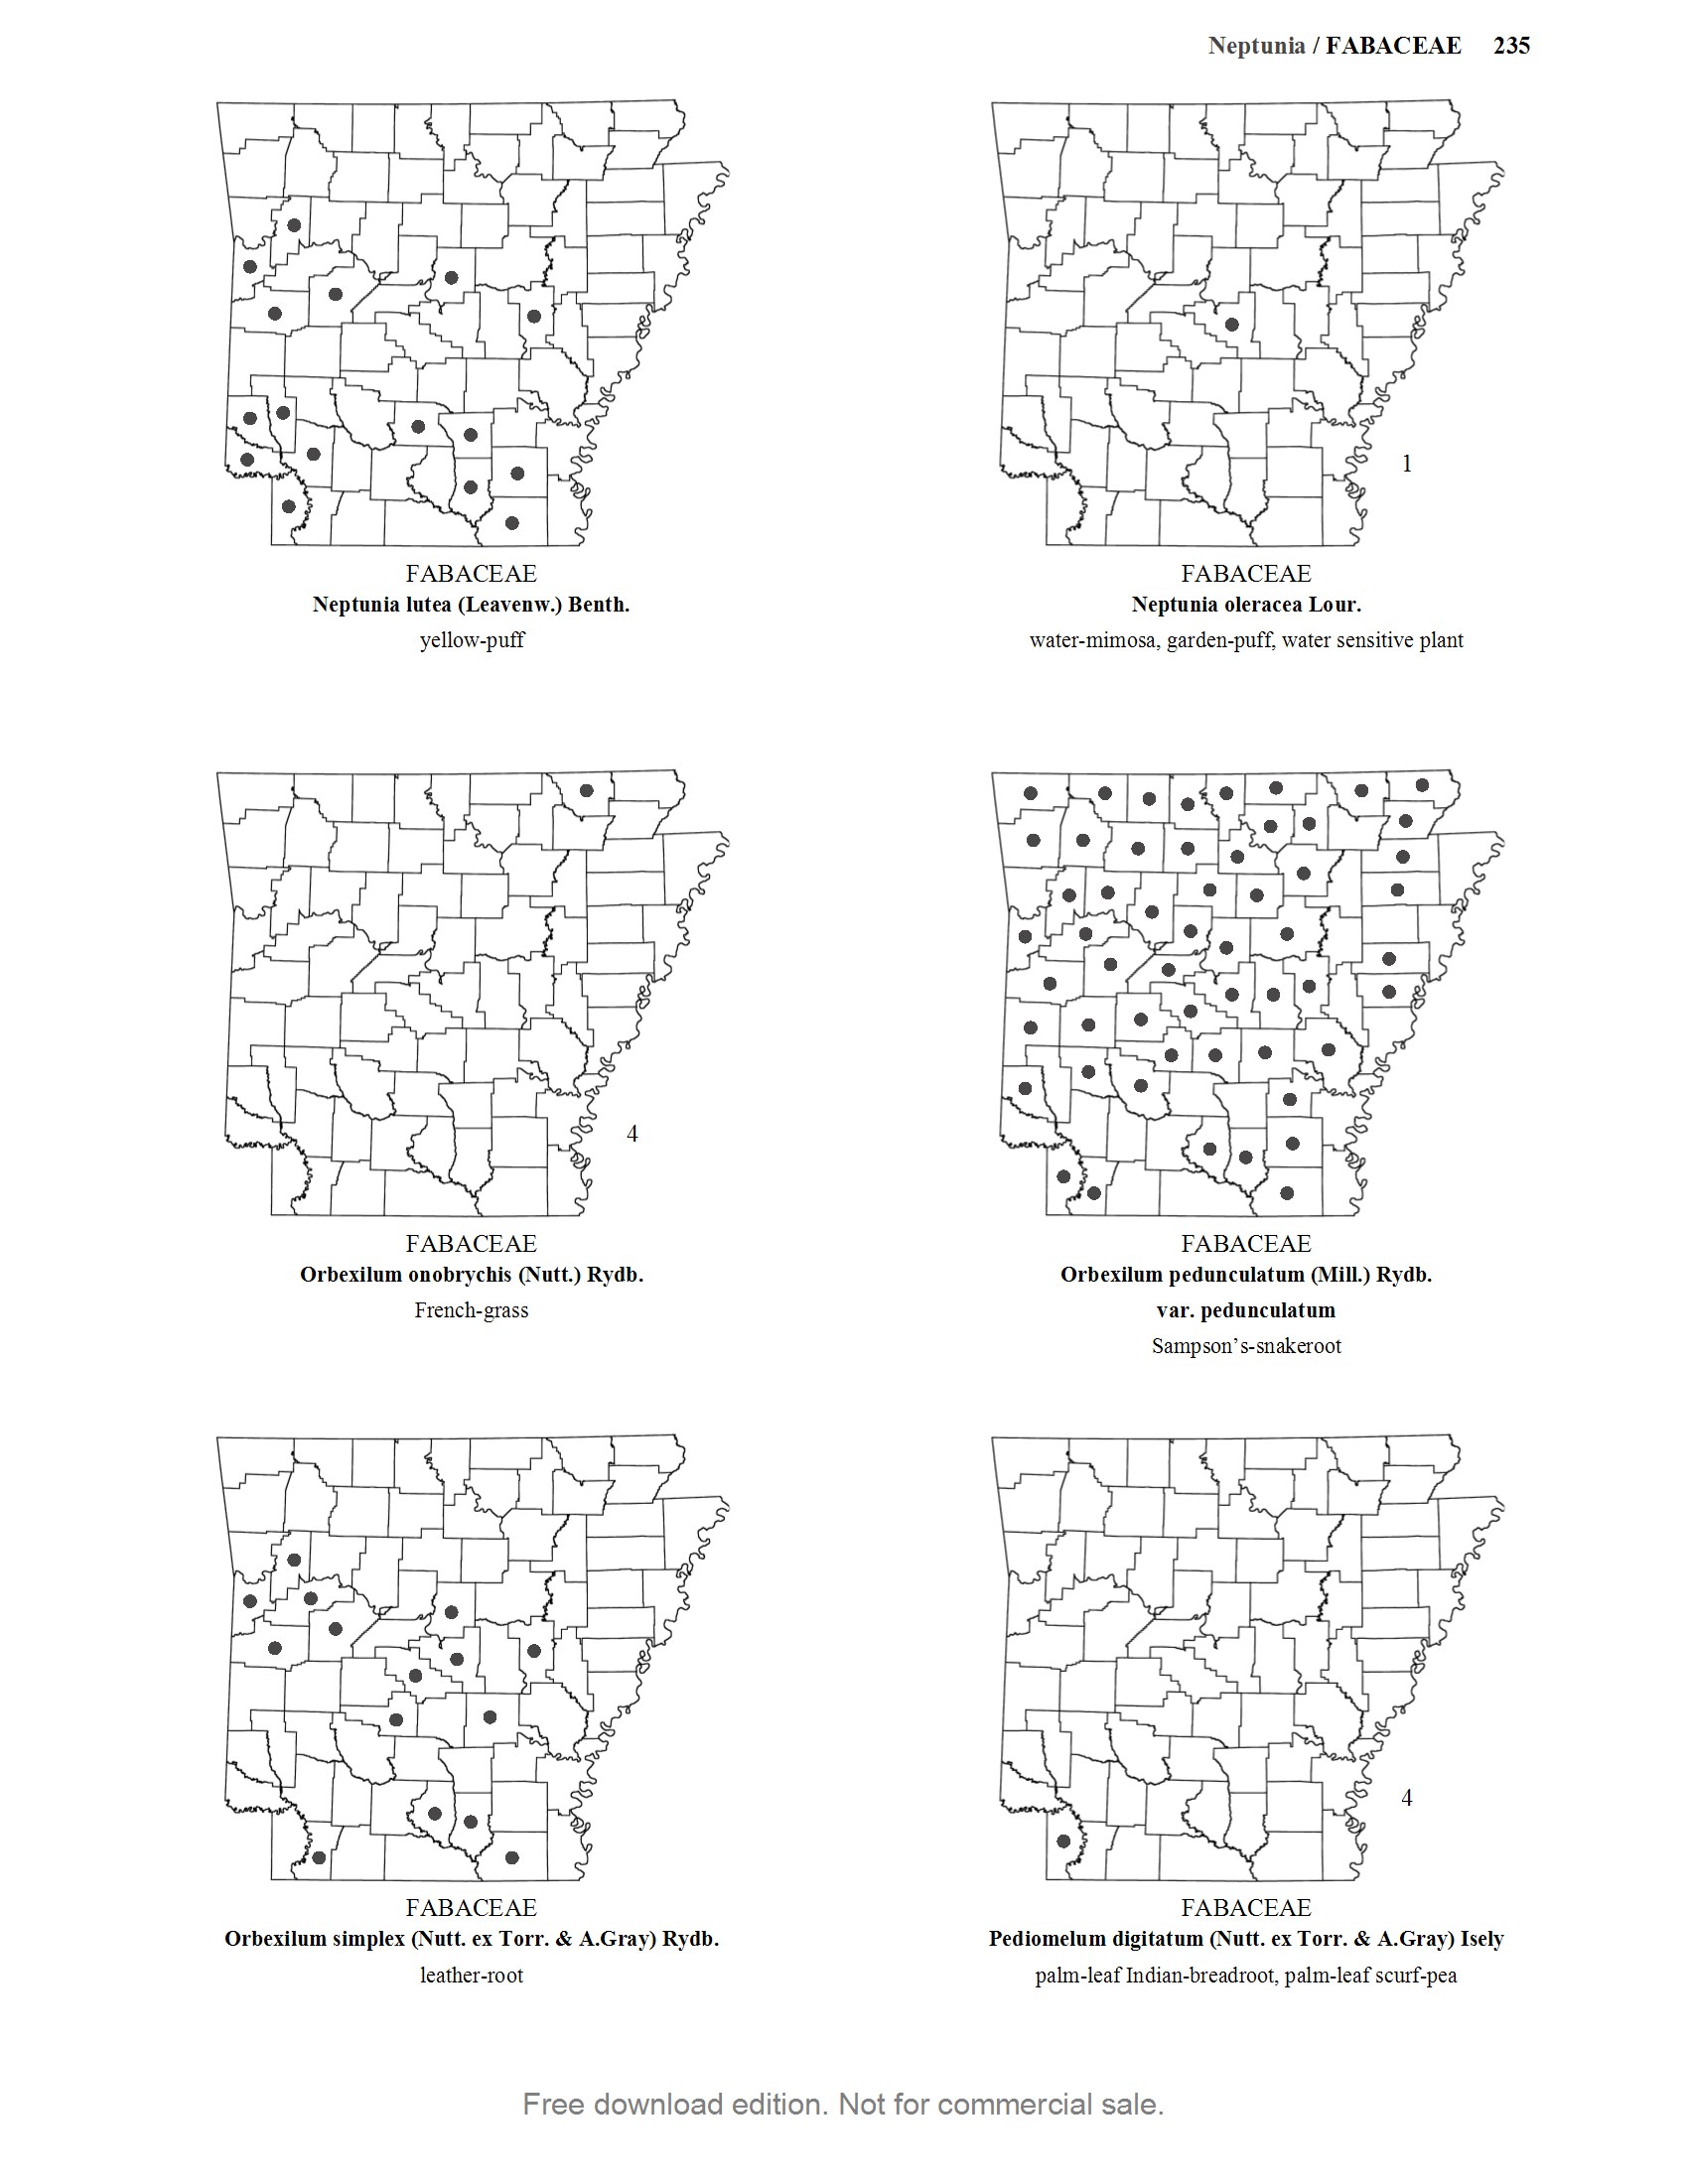 Neptunia / FABACEAE 235
1
FABACEAE
Neptunia lutea (Leavenw.) Benth.
yellow-puff
FABACEAE
Neptunia oleracea Lour.
water-mimosa, garden-puff, water sensitive plant
4
FABACEAE
Orbexilum onobrychis (Nutt.) Rydb.
French-grass
FABACEAE
Orbexilum pedunculatum (Mill.) Rydb.
var. pedunculatum
Sampson’s-snakeroot
FABACEAE
Orbexilum simplex (Nutt. ex Torr. & A.Gray) Rydb.
leather-root
4
FABACEAE
Pediomelum digitatum (Nutt. ex Torr. & A.Gray) Isely
palm-leaf Indian-breadroot, palm-leaf scurf-pea
Free download edition. Not for commercial sale.